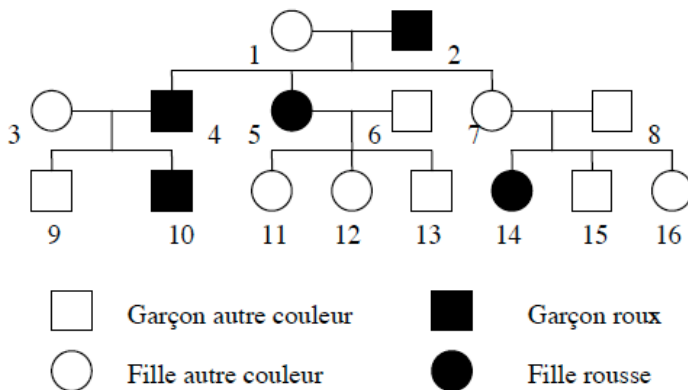 1 2
3 4 5 6 7 8
9 10 11 12 13 14 15 16
Garçon autre couleur Garçon roux
Fille autre couleur Fille rousse